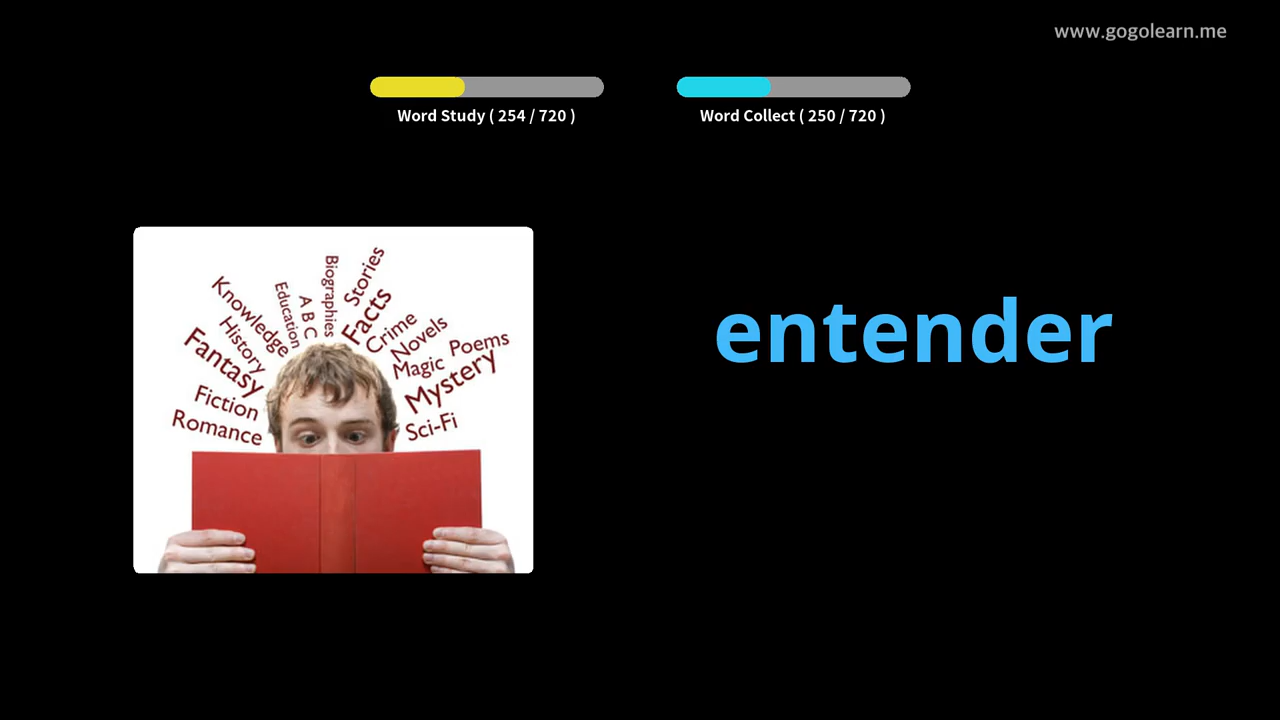 www.gogolearn.me
Word Study ( 254 / 720 )
Word Collect ( 250 / 720 )
Knowledge
Education
A B C
Biographies
Stories
Facts
History
Crime
Novels
Fantasy
Magic
Poems
Fiction
Mystery
Romance
Sci-Fi
entender